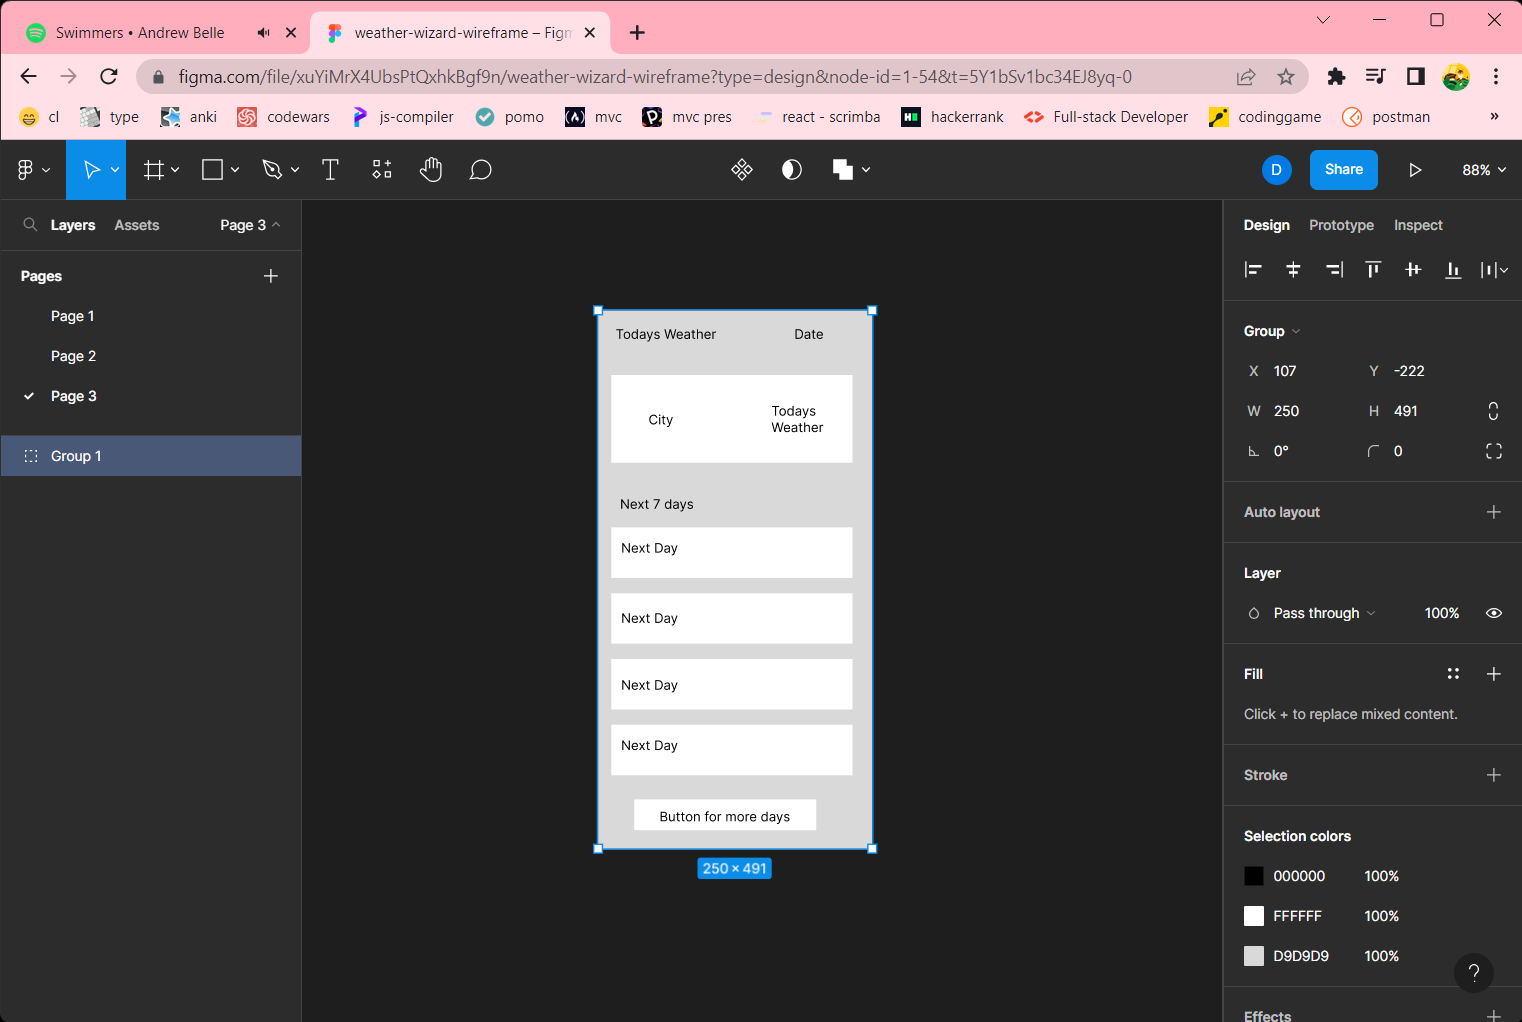 Swimmers • Andrew Belle
weather-wizard-wireframe – Figm
figma.com/file/xuYiMrX4UbsPtQxhkBgf9n/weather-wizard-wireframe?type=design&node-id=1-54&t=5Y1bSv1bc34EJ8yq-0
cl type anki codewars js-compiler pomo mvc mvc pres react - scrimba hackerrank Full-stack Developer codinggame postman »
D Share 88%
Layers Assets Page 3
Pages
Page 1
Page 2
Page 3
Group 1
Todays Weather Date
City
Todays
Weather
Next 7 days
Next Day
Next Day
Next Day
Next Day
Button for more days
250 × 491
Design Prototype Inspect
Group
X 107 Y -222
W 250 H 491
0° 0
Auto layout
Layer
Pass through 100%
Fill
Click + to replace mixed content.
Stroke
Selection colors
000000 100%
FFFFFF 100%
D9D9D9 100%
?
Effects